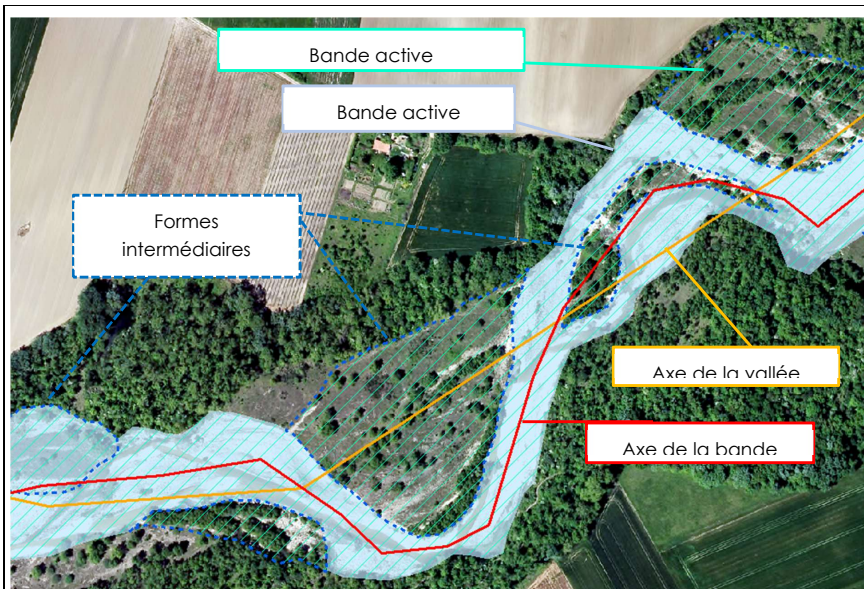 Bande active
Bande active
Formes
intermédiaires
Axe de la vallée
Axe de la bande